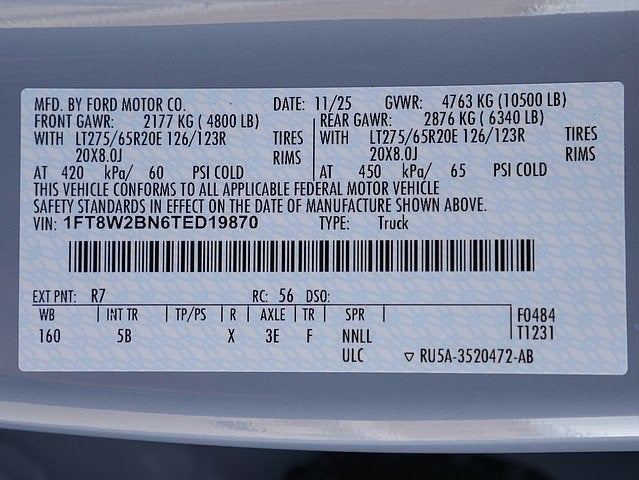 MFD. BY FORD MOTOR CO. DATE: 11/25 GVWR: 4763 KG (10500 LB)
FRONT GAWR: 2177 KG ( 4800 LB) REAR GAWR: 2876 KG ( 6340 LB)
WITH LT275/65R20E 126/123R TIRES WITH LT275/65R20E 126/123R TIRES
20X8.0J RIMS 20X8.0J RIMS
AT 420 kPa/ 60 PSI COLD AT 450 kPa/ 65 PSI COLD
THIS VEHICLE CONFORMS TO ALL APPLICABLE FEDERAL MOTOR VEHICLE
SAFETY STANDARDS IN EFFECT ON THE DATE OF MANUFACTURE SHOWN ABOVE.
VIN: 1FT8W2BN6TED19870 TYPE: Truck
EXT PNT: R7 RC: 56 DSO:
WB INT TR TP/PS R AXLE TR SPR F0484
160 5B X 3E F NNLL T1231
ULC RU5A-3520472-AB